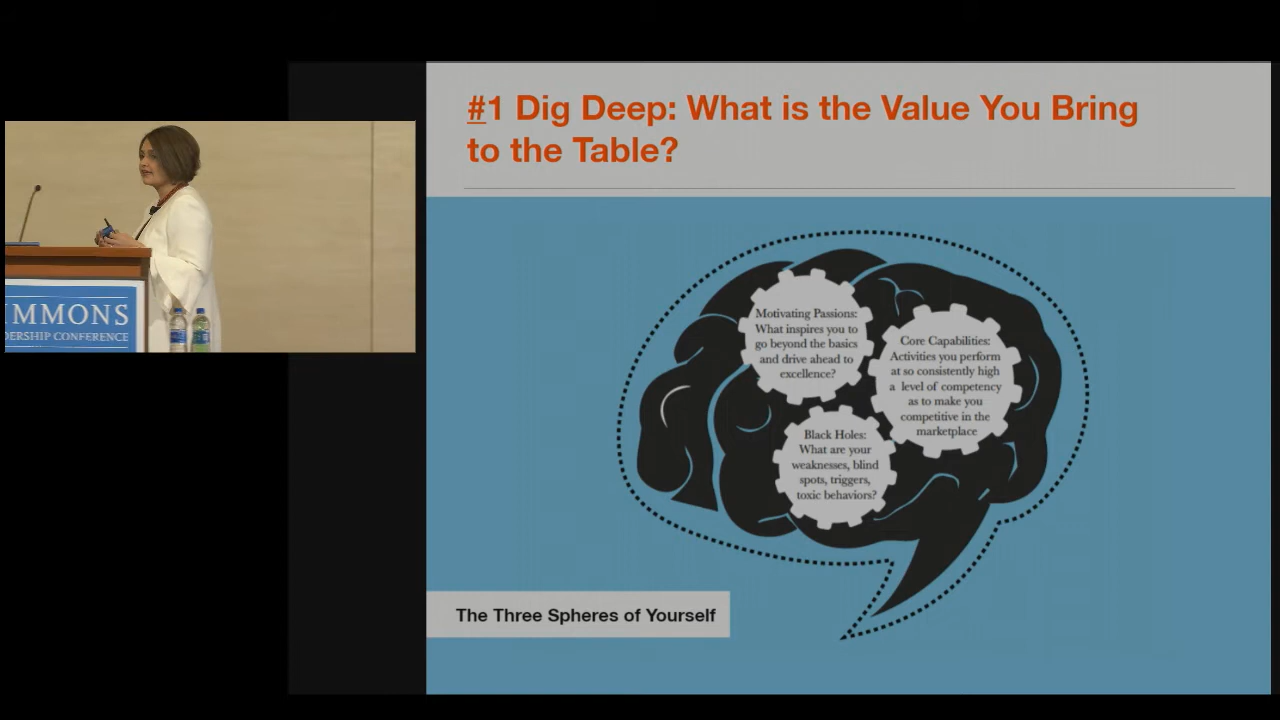 #1 Dig Deep: What is the Value You Bring
to the Table?
IMMONS
DERSHIP CONFERENCE
Motivating Passions:
What inspires you to
go beyond the basics
and drive ahead to
excellence?
Core Capabilities:
Activities you perform
at so consistently high
a level of competency
as to make you
competitive in the
marketplace
Black Holes:
What are your
weaknesses, blind
spots, triggers,
toxic behaviors?
The Three Spheres of Yourself